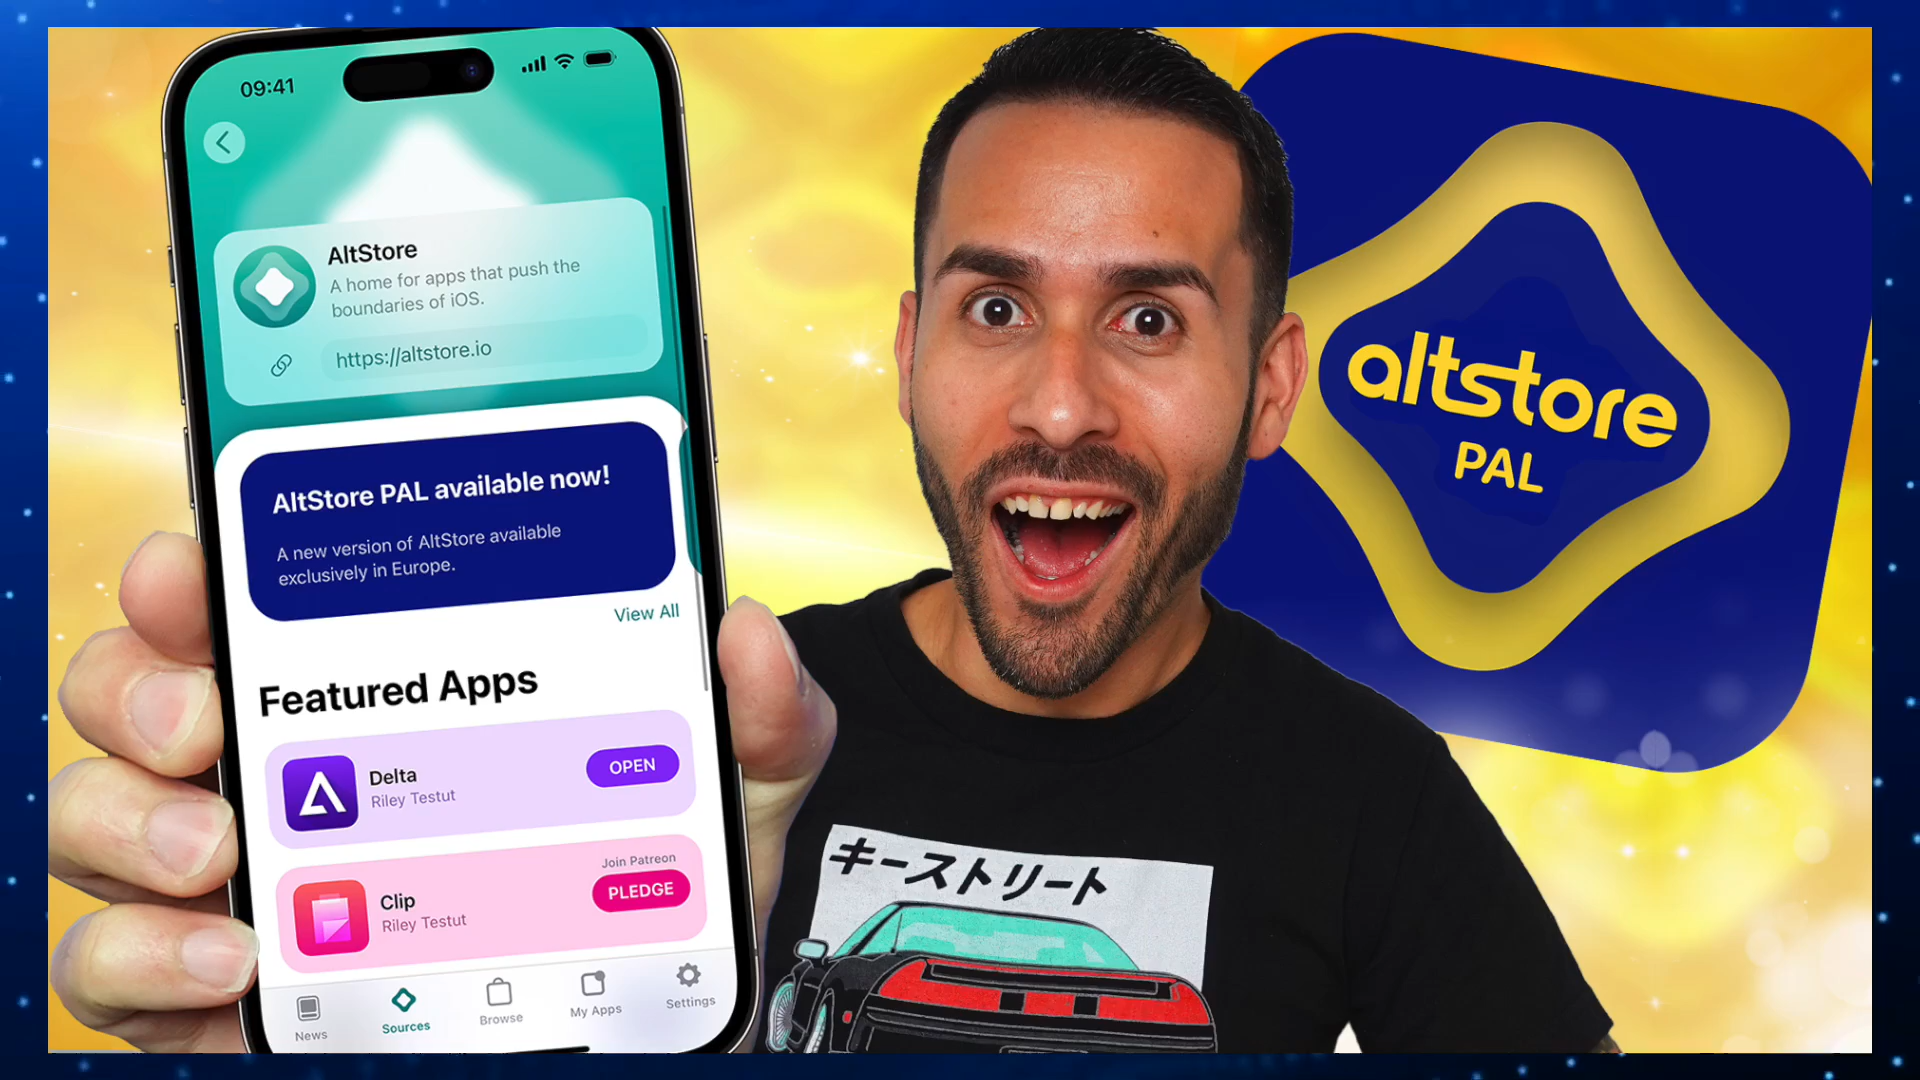 09:41
AltStore
A home for apps that push the
boundaries of iOS.
https://altstore.io
AltStore PAL available now!
A new version of AltStore available
exclusively in Europe.
View All
Featured Apps
Delta
Riley Testut
OPEN
Join Patreon
Clip
Riley Testut
PLEDGE
News
Sources
Browse
My Apps
Settings
altstore
PAL
キーストリート